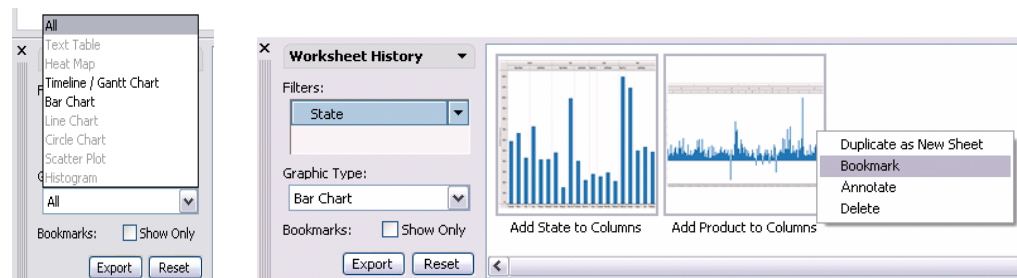 All
Text Table
Heat Map
Timeline / Gantt Chart
Bar Chart
Line Chart
Circle Chart
Scatter Plot
Histogram
All
Bookmarks: Show Only
Export Reset
Worksheet History
Filters:
State
Graphic Type:
Bar Chart
Bookmarks: Show Only
Export Reset
Add State to Columns
Add Product to Columns
Duplicate as New Sheet
Bookmark
Annotate
Delete